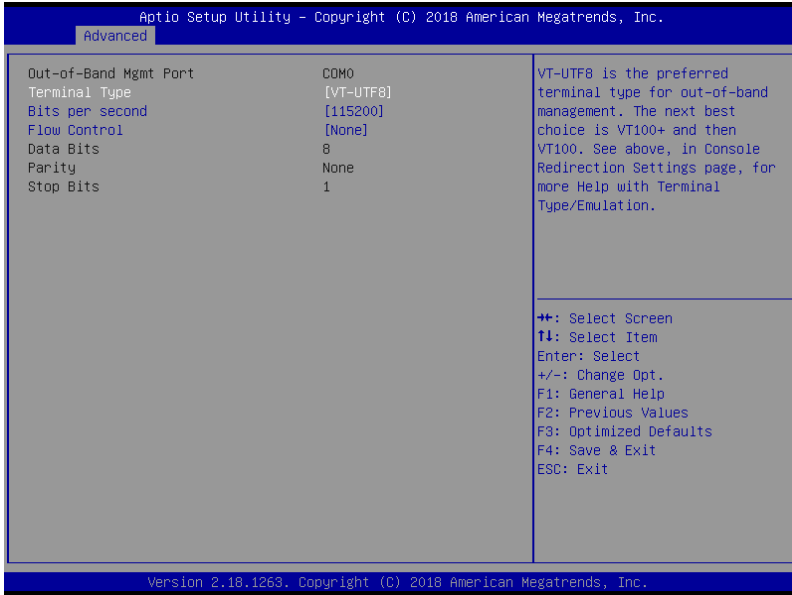 Aptio Setup Utility – Copyright (C) 2018 American Megatrends, Inc.
Advanced
Out-of-Band Mgmt Port COM0
Terminal Type [VT-UTF8]
Bits per second [115200]
Flow Control [None]
Data Bits 8
Parity None
Stop Bits 1
VT-UTF8 is the preferred
terminal type for out-of-band
management. The next best
choice is VT100+ and then
VT100. See above, in Console
Redirection Settings page, for
more Help with Terminal
Type/Emulation.
→←: Select Screen
↑↓: Select Item
Enter: Select
+/-: Change Opt.
F1: General Help
F2: Previous Values
F3: Optimized Defaults
F4: Save & Exit
ESC: Exit
Version 2.18.1263. Copyright (C) 2018 American Megatrends, Inc.